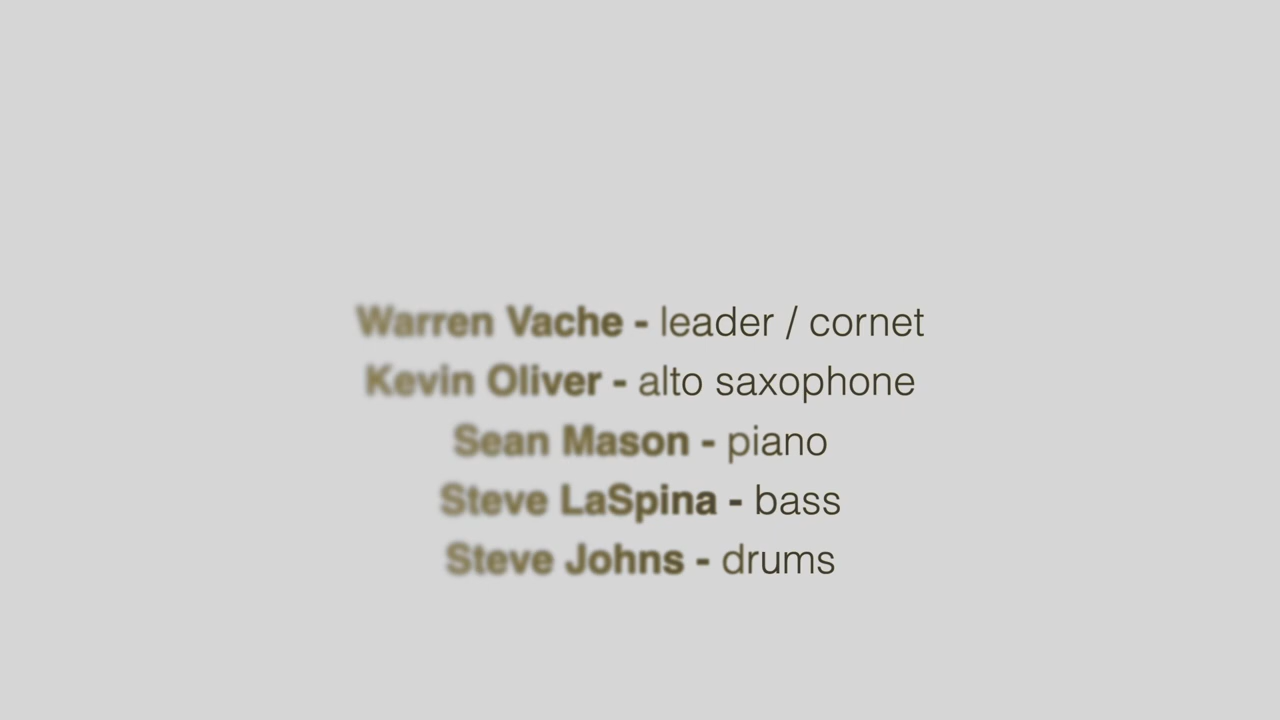 Warren Vache - leader / cornet
Kevin Oliver - alto saxophone
Sean Mason - piano
Steve LaSpina - bass
Steve Johns - drums